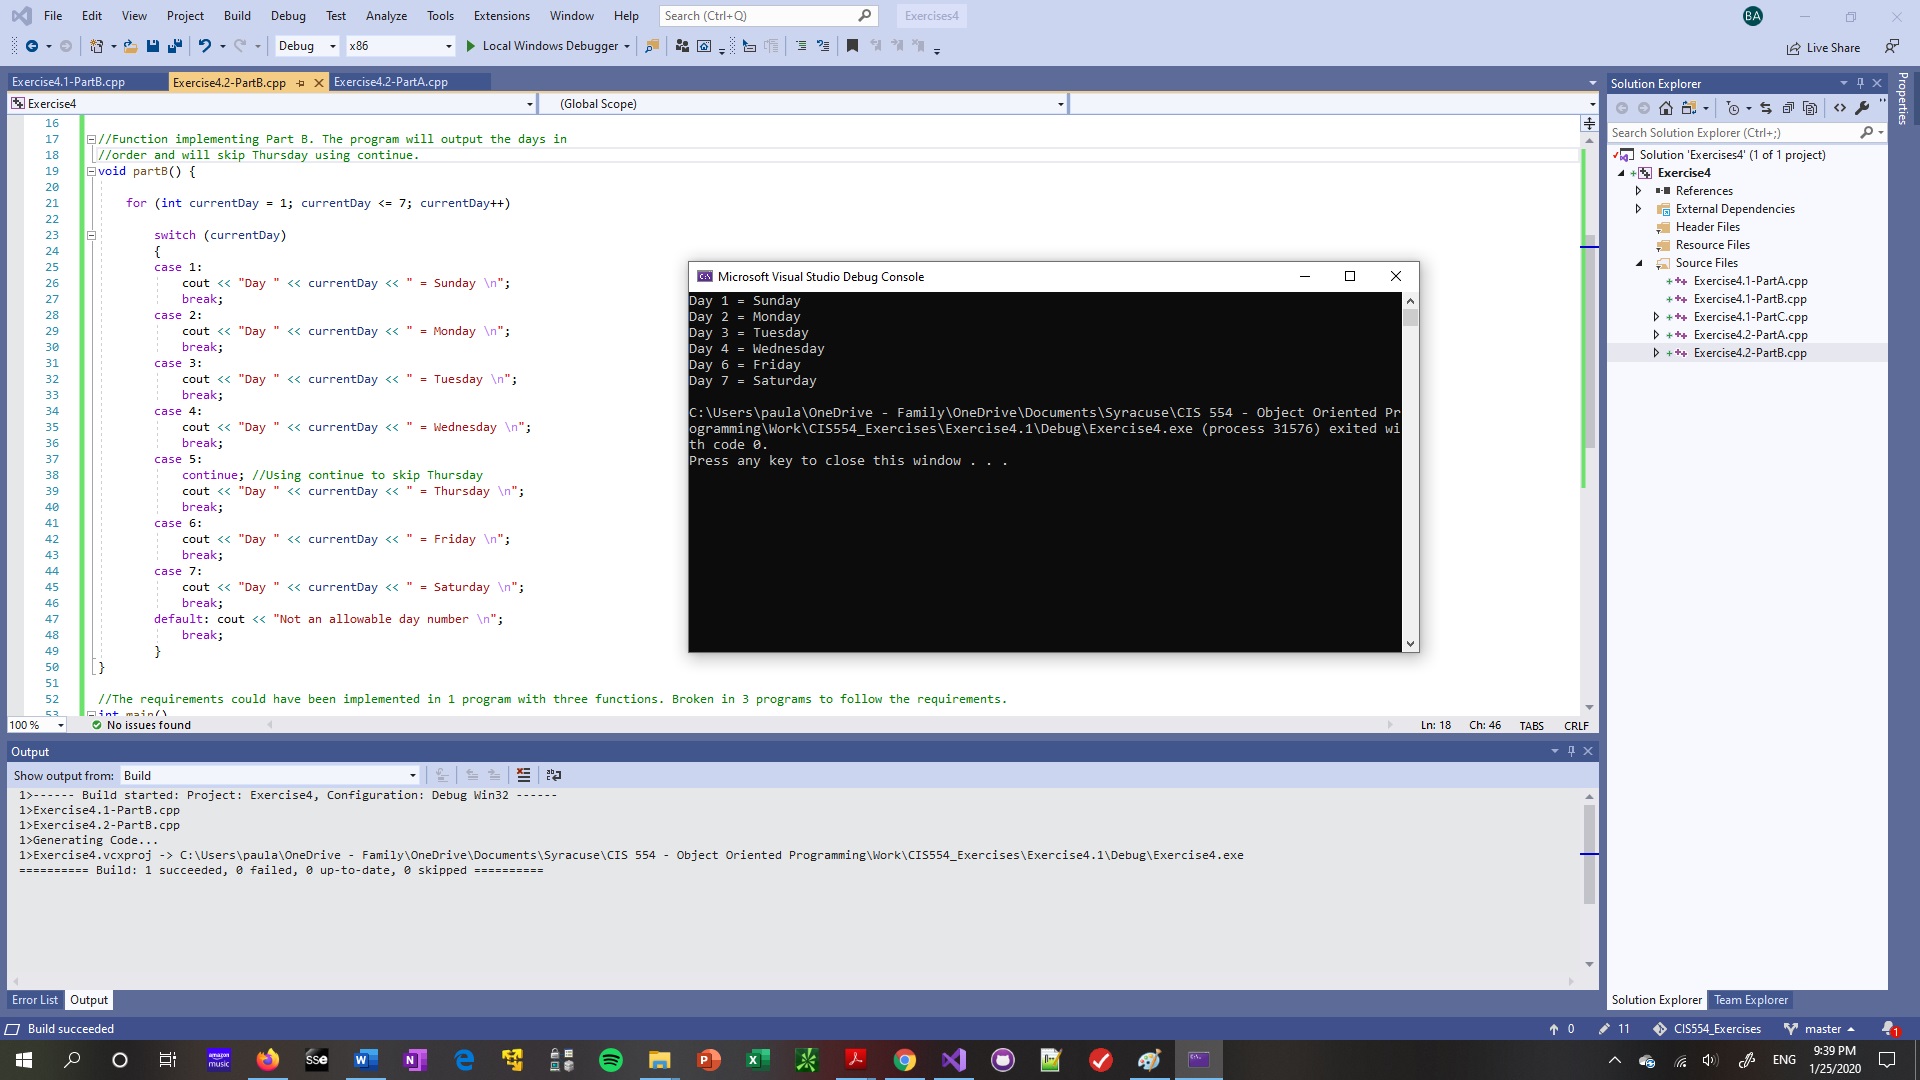 File Edit View Project Build Debug Test Analyze Tools Extensions Window Help Search (Ctrl+Q) Exercises4 BA
Debug x86 Local Windows Debugger Live Share
Exercise4.1-PartB.cpp Exercise4.2-PartB.cpp Exercise4.2-PartA.cpp
Exercise4 (Global Scope)
16
17 //Function implementing Part B. The program will output the days in
18 //order and will skip Thursday using continue.
19 void partB() {
20
21 for (int currentDay = 1; currentDay <= 7; currentDay++)
22
23 switch (currentDay)
24 {
25 case 1:
26 cout << "Day " << currentDay << " = Sunday \n";
27 break;
28 case 2:
29 cout << "Day " << currentDay << " = Monday \n";
30 break;
31 case 3:
32 cout << "Day " << currentDay << " = Tuesday \n";
33 break;
34 case 4:
35 cout << "Day " << currentDay << " = Wednesday \n";
36 break;
37 case 5:
38 continue; //Using continue to skip Thursday
39 cout << "Day " << currentDay << " = Thursday \n";
40 break;
41 case 6:
42 cout << "Day " << currentDay << " = Friday \n";
43 break;
44 case 7:
45 cout << "Day " << currentDay << " = Saturday \n";
46 break;
47 default: cout << "Not an allowable day number \n";
48 break;
49 }
50 }
51
52 //The requirements could have been implemented in 1 program with three functions. Broken in 3 programs to follow the requirements.
53 int main()
100 % No issues found Ln: 18 Ch: 46 TABS CRLF
Microsoft Visual Studio Debug Console
Day 1 = Sunday
Day 2 = Monday
Day 3 = Tuesday
Day 4 = Wednesday
Day 6 = Friday
Day 7 = Saturday
C:\Users\paula\OneDrive - Family\OneDrive\Documents\Syracuse\CIS 554 - Object Oriented Pr
ogramming\Work\CIS554_Exercises\Exercise4.1\Debug\Exercise4.exe (process 31576) exited wi
th code 0.
Press any key to close this window . . .
Output
Show output from: Build
1>------ Build started: Project: Exercise4, Configuration: Debug Win32 ------
1>Exercise4.1-PartB.cpp
1>Exercise4.2-PartB.cpp
1>Generating Code...
1>Exercise4.vcxproj -> C:\Users\paula\OneDrive - Family\OneDrive\Documents\Syracuse\CIS 554 - Object Oriented Programming\Work\CIS554_Exercises\Exercise4.1\Debug\Exercise4.exe
========== Build: 1 succeeded, 0 failed, 0 up-to-date, 0 skipped ==========
Error List Output
Solution Explorer
Search Solution Explorer (Ctrl+;)
Solution 'Exercises4' (1 of 1 project)
Exercise4
References
External Dependencies
Header Files
Resource Files
Source Files
Exercise4.1-PartA.cpp
Exercise4.1-PartB.cpp
Exercise4.1-PartC.cpp
Exercise4.2-PartA.cpp
Exercise4.2-PartB.cpp
Solution Explorer Team Explorer
Properties
Build succeeded 0 11 CIS554_Exercises master 1
amazon music SSe ENG 9:39 PM
1/25/2020